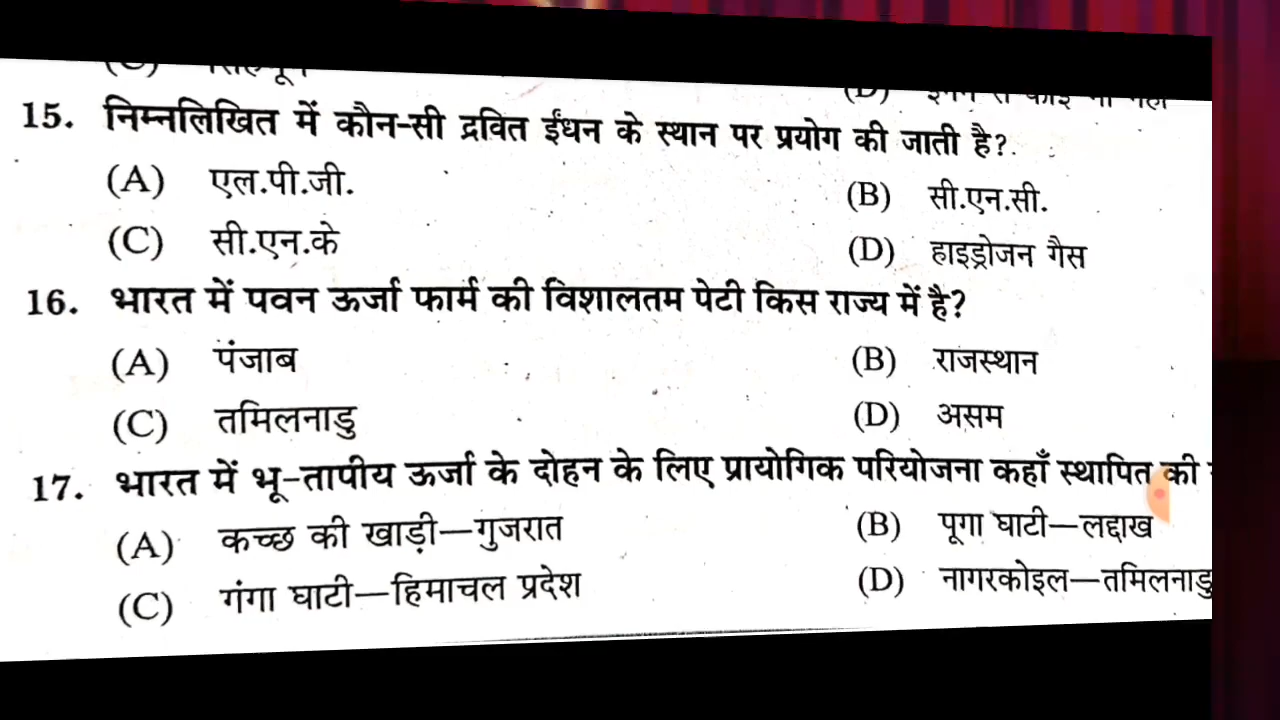 15. निम्नलिखित में कौन-सी द्रवित ईंधन के स्थान पर प्रयोग की जाती है?
(A) एल.पी.जी. (B) सी.एन.सी.
(C) सी.एन.के (D) हाइड्रोजन गैस
16. भारत में पवन ऊर्जा फार्म की विशालतम पेटी किस राज्य में है?
(A) पंजाब (B) राजस्थान
(C) तमिलनाडु (D) असम
17. भारत में भू-तापीय ऊर्जा के दोहन के लिए प्रायोगिक परियोजना कहाँ स्थापित की
(A) कच्छ की खाड़ी—गुजरात (B) पूगा घाटी—लद्दाख
(C) गंगा घाटी—हिमाचल प्रदेश (D) नागरकोइल—तमिलनाडु